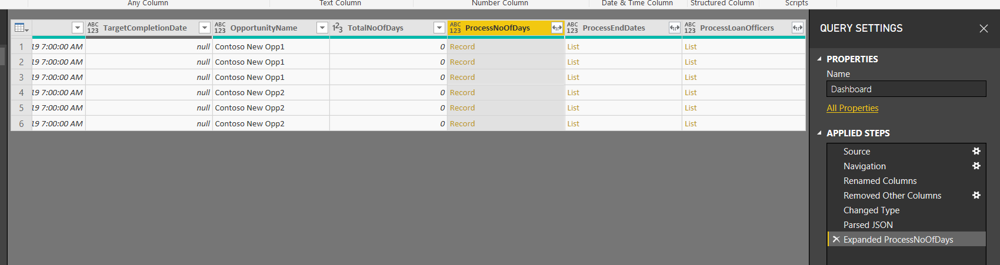 Any Column Text Column Number Column Date & Time Column Structured Column Scripts
ABC 123 TargetCompletionDate ABC 123 OpportunityName 123 TotalNoOfDays ABC 123 ProcessNoOfDays ABC 123 ProcessEndDates ABC 123 ProcessLoanOfficers
1 19 7:00:00 AM null Contoso New Opp1 0 Record List List
2 19 7:00:00 AM null Contoso New Opp1 0 Record List List
3 19 7:00:00 AM null Contoso New Opp1 0 Record List List
4 19 7:00:00 AM null Contoso New Opp2 0 Record List List
5 19 7:00:00 AM null Contoso New Opp2 0 Record List List
6 19 7:00:00 AM null Contoso New Opp2 0 Record List List
QUERY SETTINGS
PROPERTIES
Name
Dashboard
All Properties
APPLIED STEPS
Source
Navigation
Renamed Columns
Removed Other Columns
Changed Type
Parsed JSON
Expanded ProcessNoOfDays